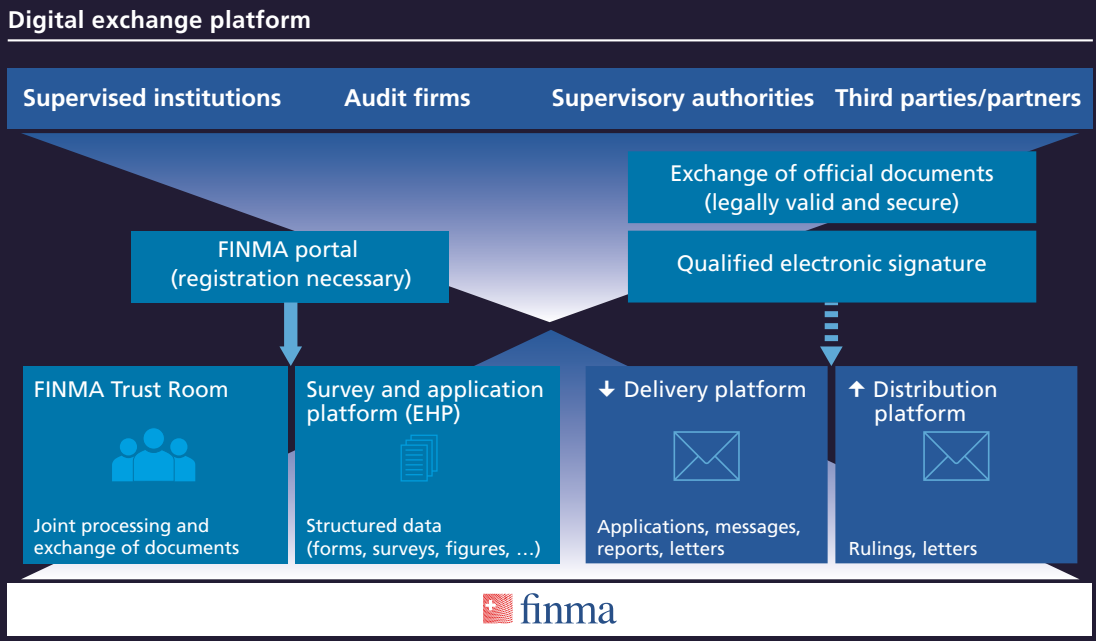 Digital exchange platform
Supervised institutions
Audit firms
Supervisory authorities
Third parties/partners
Exchange of official documents
(legally valid and secure)
FINMA portal
(registration necessary)
Qualified electronic signature
FINMA Trust Room
Joint processing and
exchange of documents
Survey and application
platform (EHP)
Structured data
(forms, surveys, figures, …)
↓ Delivery platform
Applications, messages,
reports, letters
↑ Distribution
platform
Rulings, letters
finma